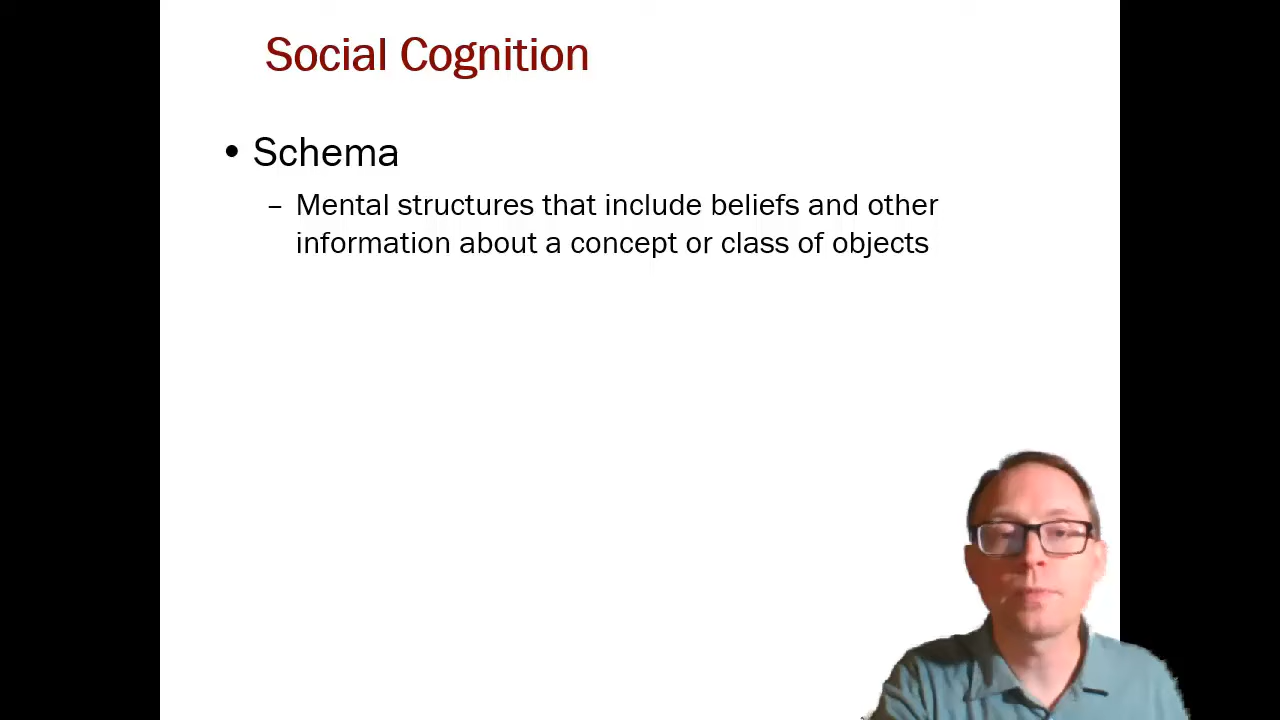 Social Cognition
• Schema
– Mental structures that include beliefs and other
information about a concept or class of objects